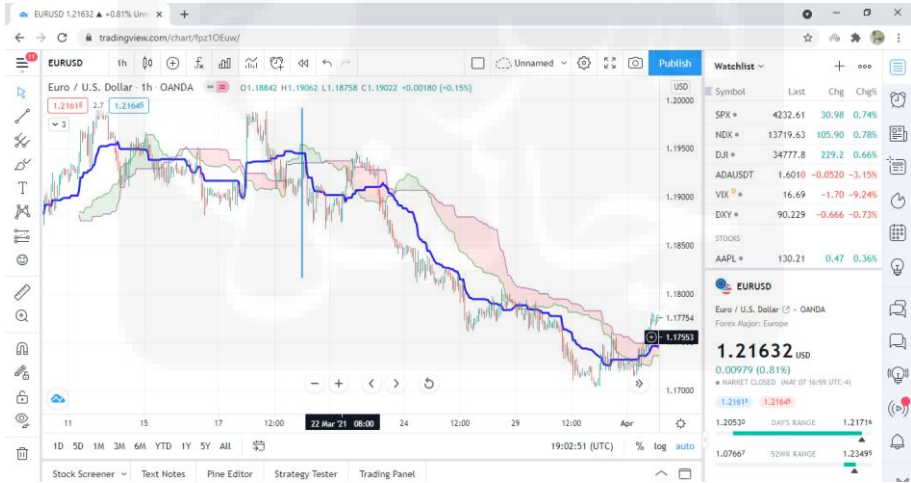 EURUSD 1.21632 ▲ +0.81% Unn
tradingview.com/chart/fpz1OEuw/
11
EURUSD 1h Unnamed Publish
Euro / U.S. Dollar · 1h · OANDA O1.18842 H1.19062 L1.18758 C1.19022 +0.00180 (+0.15%)
1.21618 2.7 1.21645
3
USD
1.20000
1.19500
1.19000
1.18500
1.18000
1.17754
1.17553
1.17000
11 15 17 12:00 22 Mar '21 08:00 24 12:00 29 12:00 Apr
1D 5D 1M 3M 6M YTD 1Y 5Y All 19:02:51 (UTC) % log auto
Stock Screener Text Notes Pine Editor Strategy Tester Trading Panel
Watchlist
Symbol Last Chg Chg%
SPX 4232.61 30.98 0.74%
NDX 13719.63 105.90 0.78%
DJI 34777.8 229.2 0.66%
ADAUSDT 1.6010 −0.0520 −3.15%
VIX D 16.69 −1.70 −9.24%
DXY 90.229 −0.666 −0.73%
STOCKS
AAPL 130.21 0.47 0.36%
EURUSD
Euro / U.S. Dollar · OANDA
Forex Major: Europe
1.21632 USD
0.00979 (0.81%)
MARKET CLOSED (MAY 07 16:59 UTC-4)
1.21618 1.21645
1.20530 DAY'S RANGE 1.21716
1.07667 52WK RANGE 1.23495